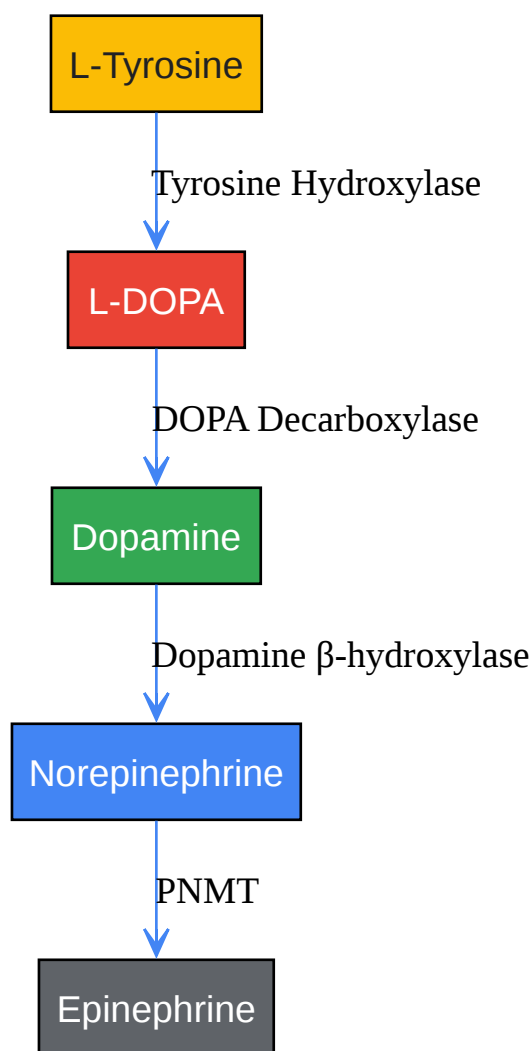 L-Tyrosine
Tyrosine Hydroxylase
L-DOPA
DOPA Decarboxylase
Dopamine
Dopamine β-hydroxylase
Norepinephrine
PNMT
Epinephrine